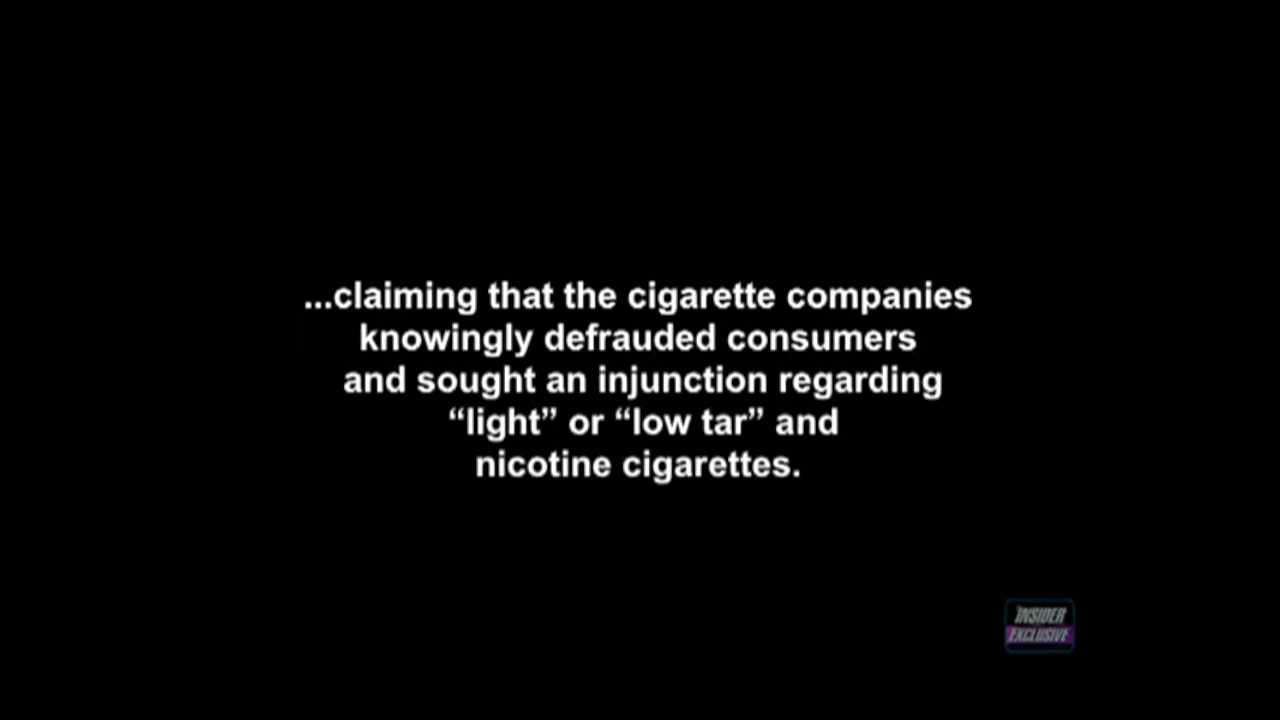 ...claiming that the cigarette companies
knowingly defrauded consumers
and sought an injunction regarding
“light” or “low tar” and
nicotine cigarettes.
INSIDER
EXCLUSIVE